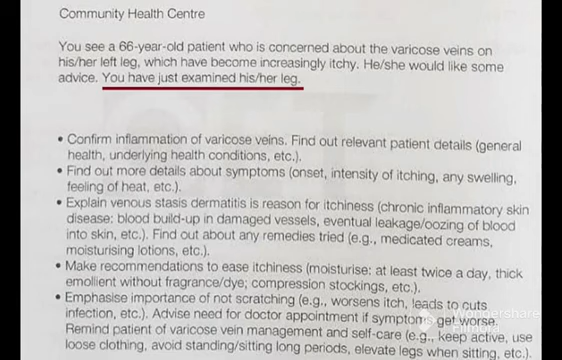 Community Health Centre
You see a 66-year-old patient who is concerned about the varicose veins on
his/her left leg, which have become increasingly itchy. He/she would like some
advice. You have just examined his/her leg.
• Confirm inflammation of varicose veins. Find out relevant patient details (general
health, underlying health conditions, etc.).
• Find out more details about symptoms (onset, intensity of itching, any swelling,
feeling of heat, etc.).
• Explain venous stasis dermatitis is reason for itchiness (chronic inflammatory skin
disease: blood build-up in damaged vessels, eventual leakage/oozing of blood
into skin, etc.). Find out about any remedies tried (e.g., medicated creams,
moisturising lotions, etc.).
• Make recommendations to ease itchiness (moisturise: at least twice a day, thick
emollient without fragrance/dye; compression stockings, etc.).
• Emphasise importance of not scratching (e.g., worsens itch, leads to cuts
infection, etc.). Advise need for doctor appointment if symptoms get worse.
Remind patient of varicose vein management and self-care (e.g., keep active, use
loose clothing, avoid standing/sitting long periods, elevate legs when sitting, etc.).
Wondershare
Filmora